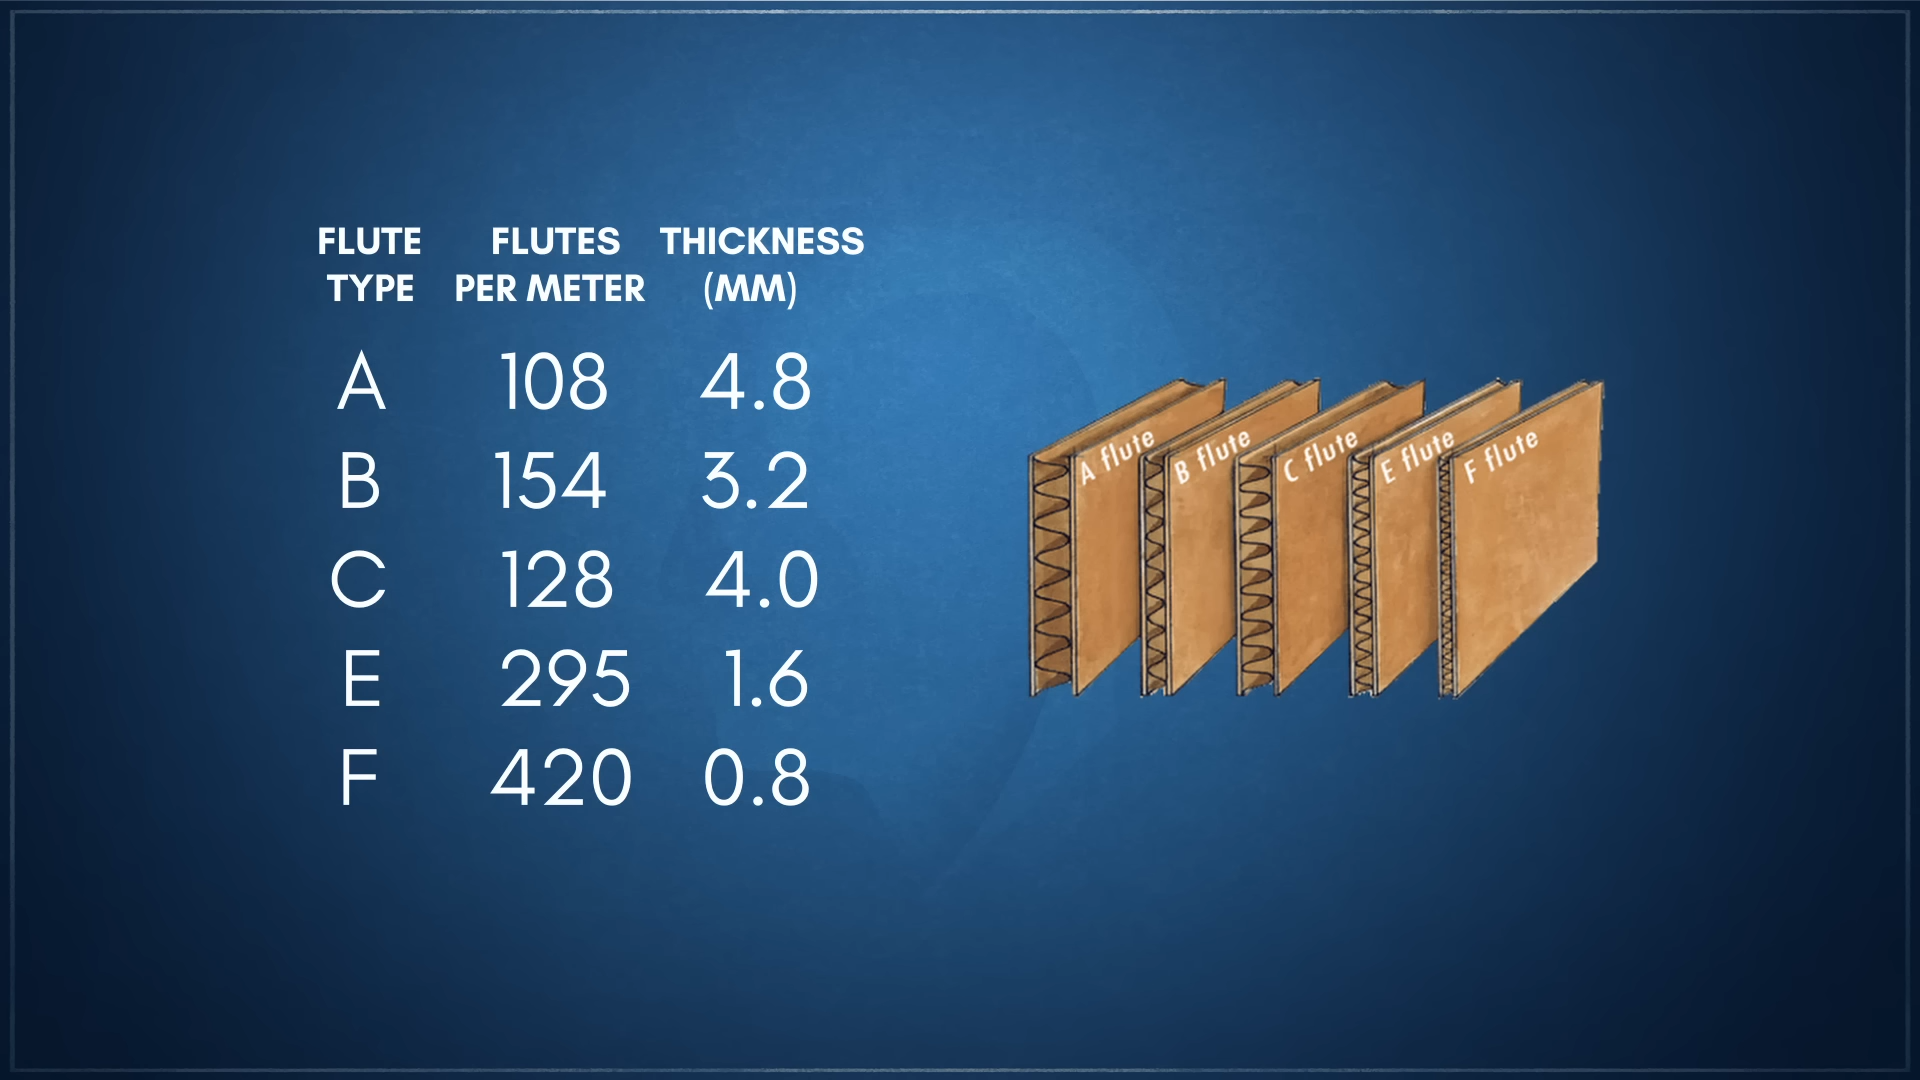 FLUTE TYPE FLUTES PER METER THICKNESS (MM)
A 108 4.8
B 154 3.2
C 128 4.0
E 295 1.6
F 420 0.8
A flute
B flute
C flute
E flute
F flute